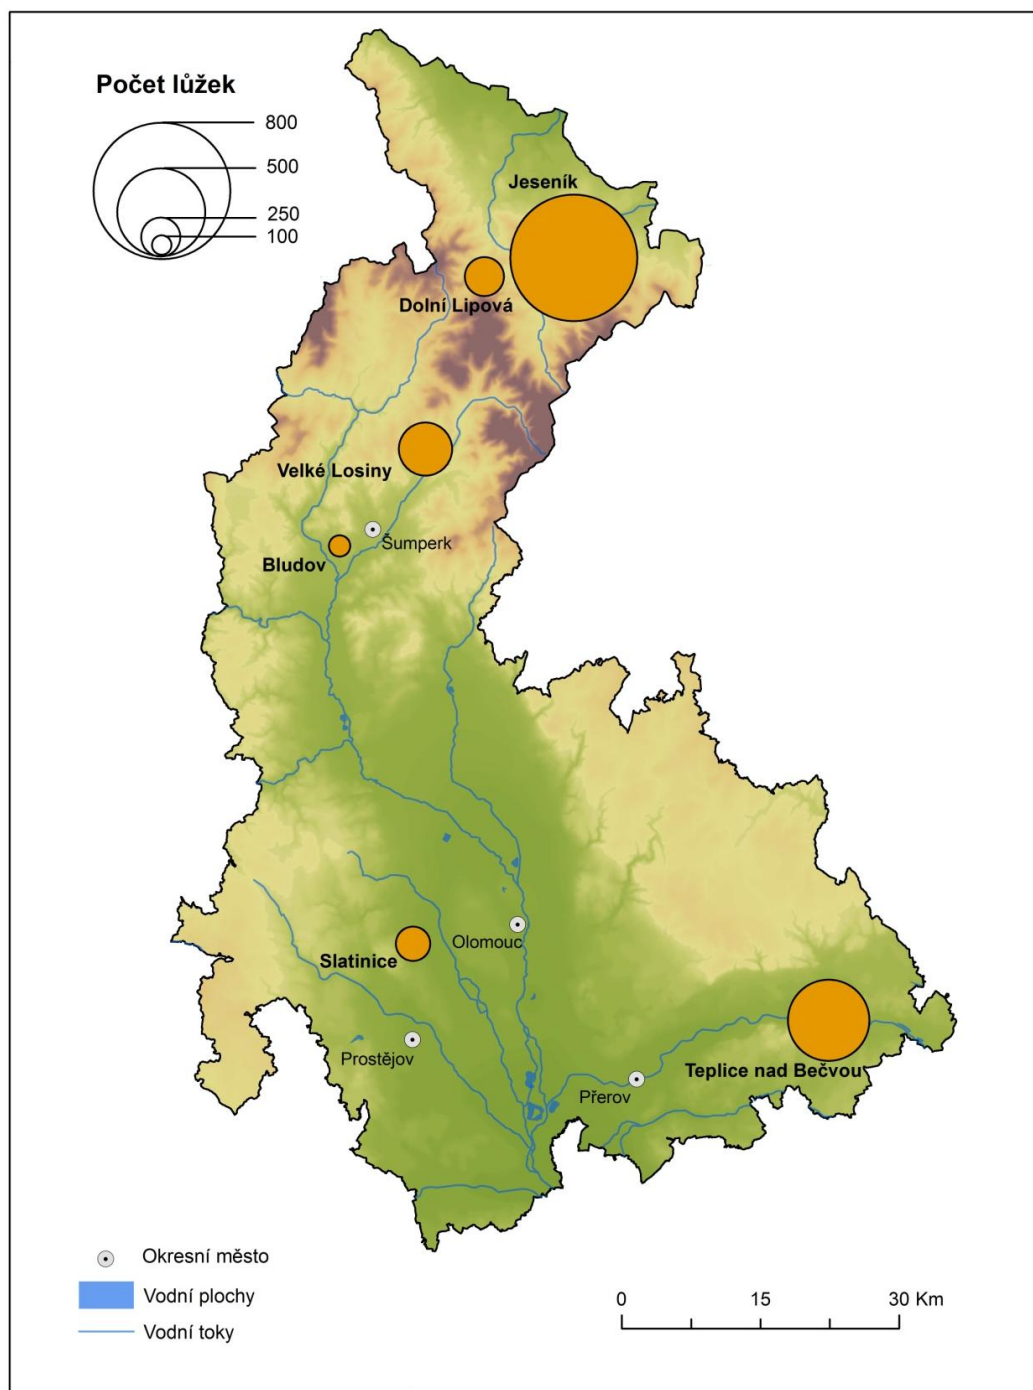 Počet lůžek
800
500
250
100
Jeseník
Dolní Lipová
Velké Losiny
Šumperk
Bludov
Olomouc
Slatinice
Prostějov
Teplice nad Bečvou
Přerov
Okresní město
Vodní plochy
Vodní toky
0 15 30 Km